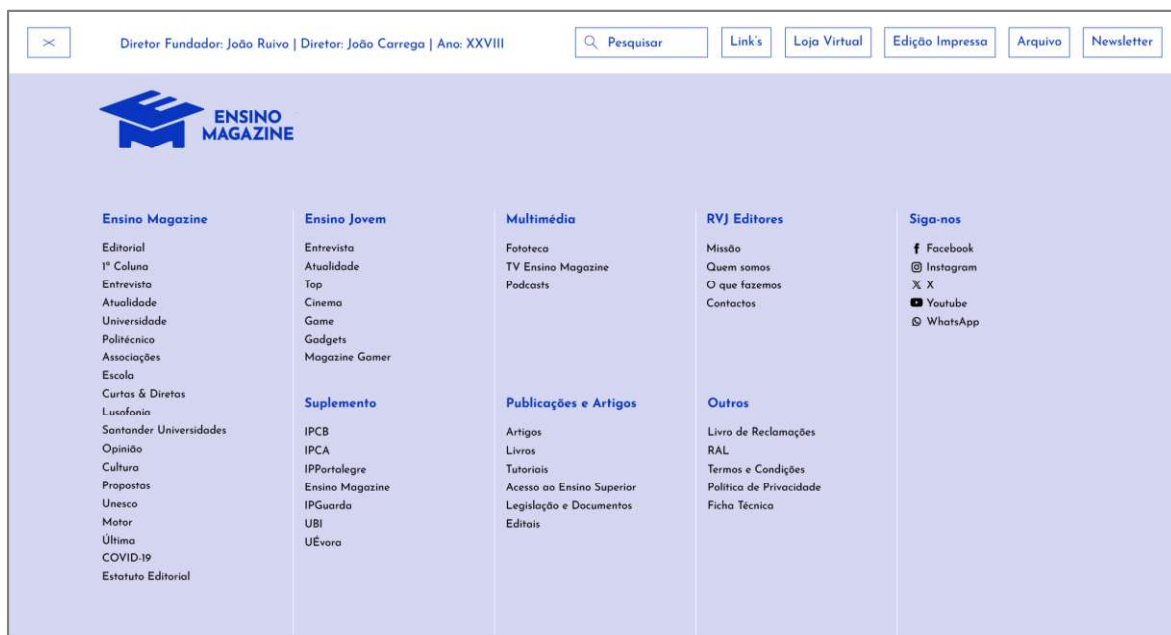 Diretor Fundador: João Ruivo | Diretor: João Carrega | Ano: XXVIII
Pesquisar
Link's
Loja Virtual
Edição Impressa
Arquivo
Newsletter
ENSINO
MAGAZINE
Ensino Magazine
Editorial
1ª Coluna
Entrevista
Atualidade
Universidade
Politécnico
Associações
Escola
Curtas & Diretas
Lusofonia
Santander Universidades
Opinião
Cultura
Propostas
Unesco
Motor
Última
COVID-19
Estatuto Editorial
Ensino Jovem
Entrevista
Atualidade
Top
Cinema
Game
Gadgets
Magazine Gamer
Suplemento
IPCB
IPCA
IPPortalegre
Ensino Magazine
IPGuarda
UBI
UÉvora
Multimédia
Fototeca
TV Ensino Magazine
Podcasts
Publicações e Artigos
Artigos
Livros
Tutoriais
Acesso ao Ensino Superior
Legislação e Documentos
Editais
RVJ Editores
Missão
Quem somos
O que fazemos
Contactos
Outros
Livro de Reclamações
RAL
Termos e Condições
Política de Privacidade
Ficha Técnica
Siga-nos
Facebook
Instagram
X
Youtube
WhatsApp